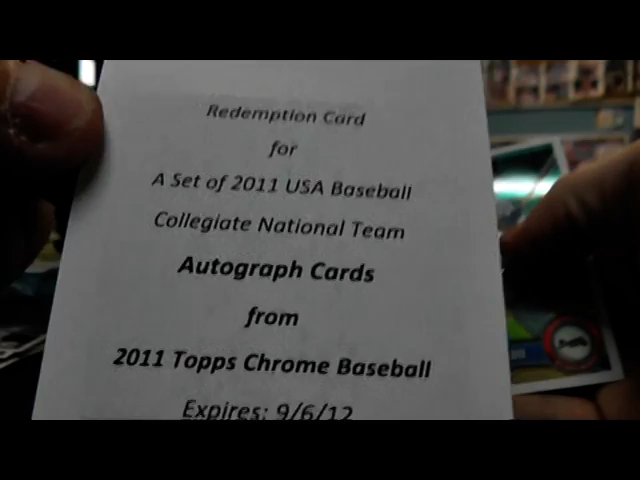 Redemption Card
for
A Set of 2011 USA Baseball
Collegiate National Team
Autograph Cards
from
2011 Topps Chrome Baseball
Expires: 9/6/12